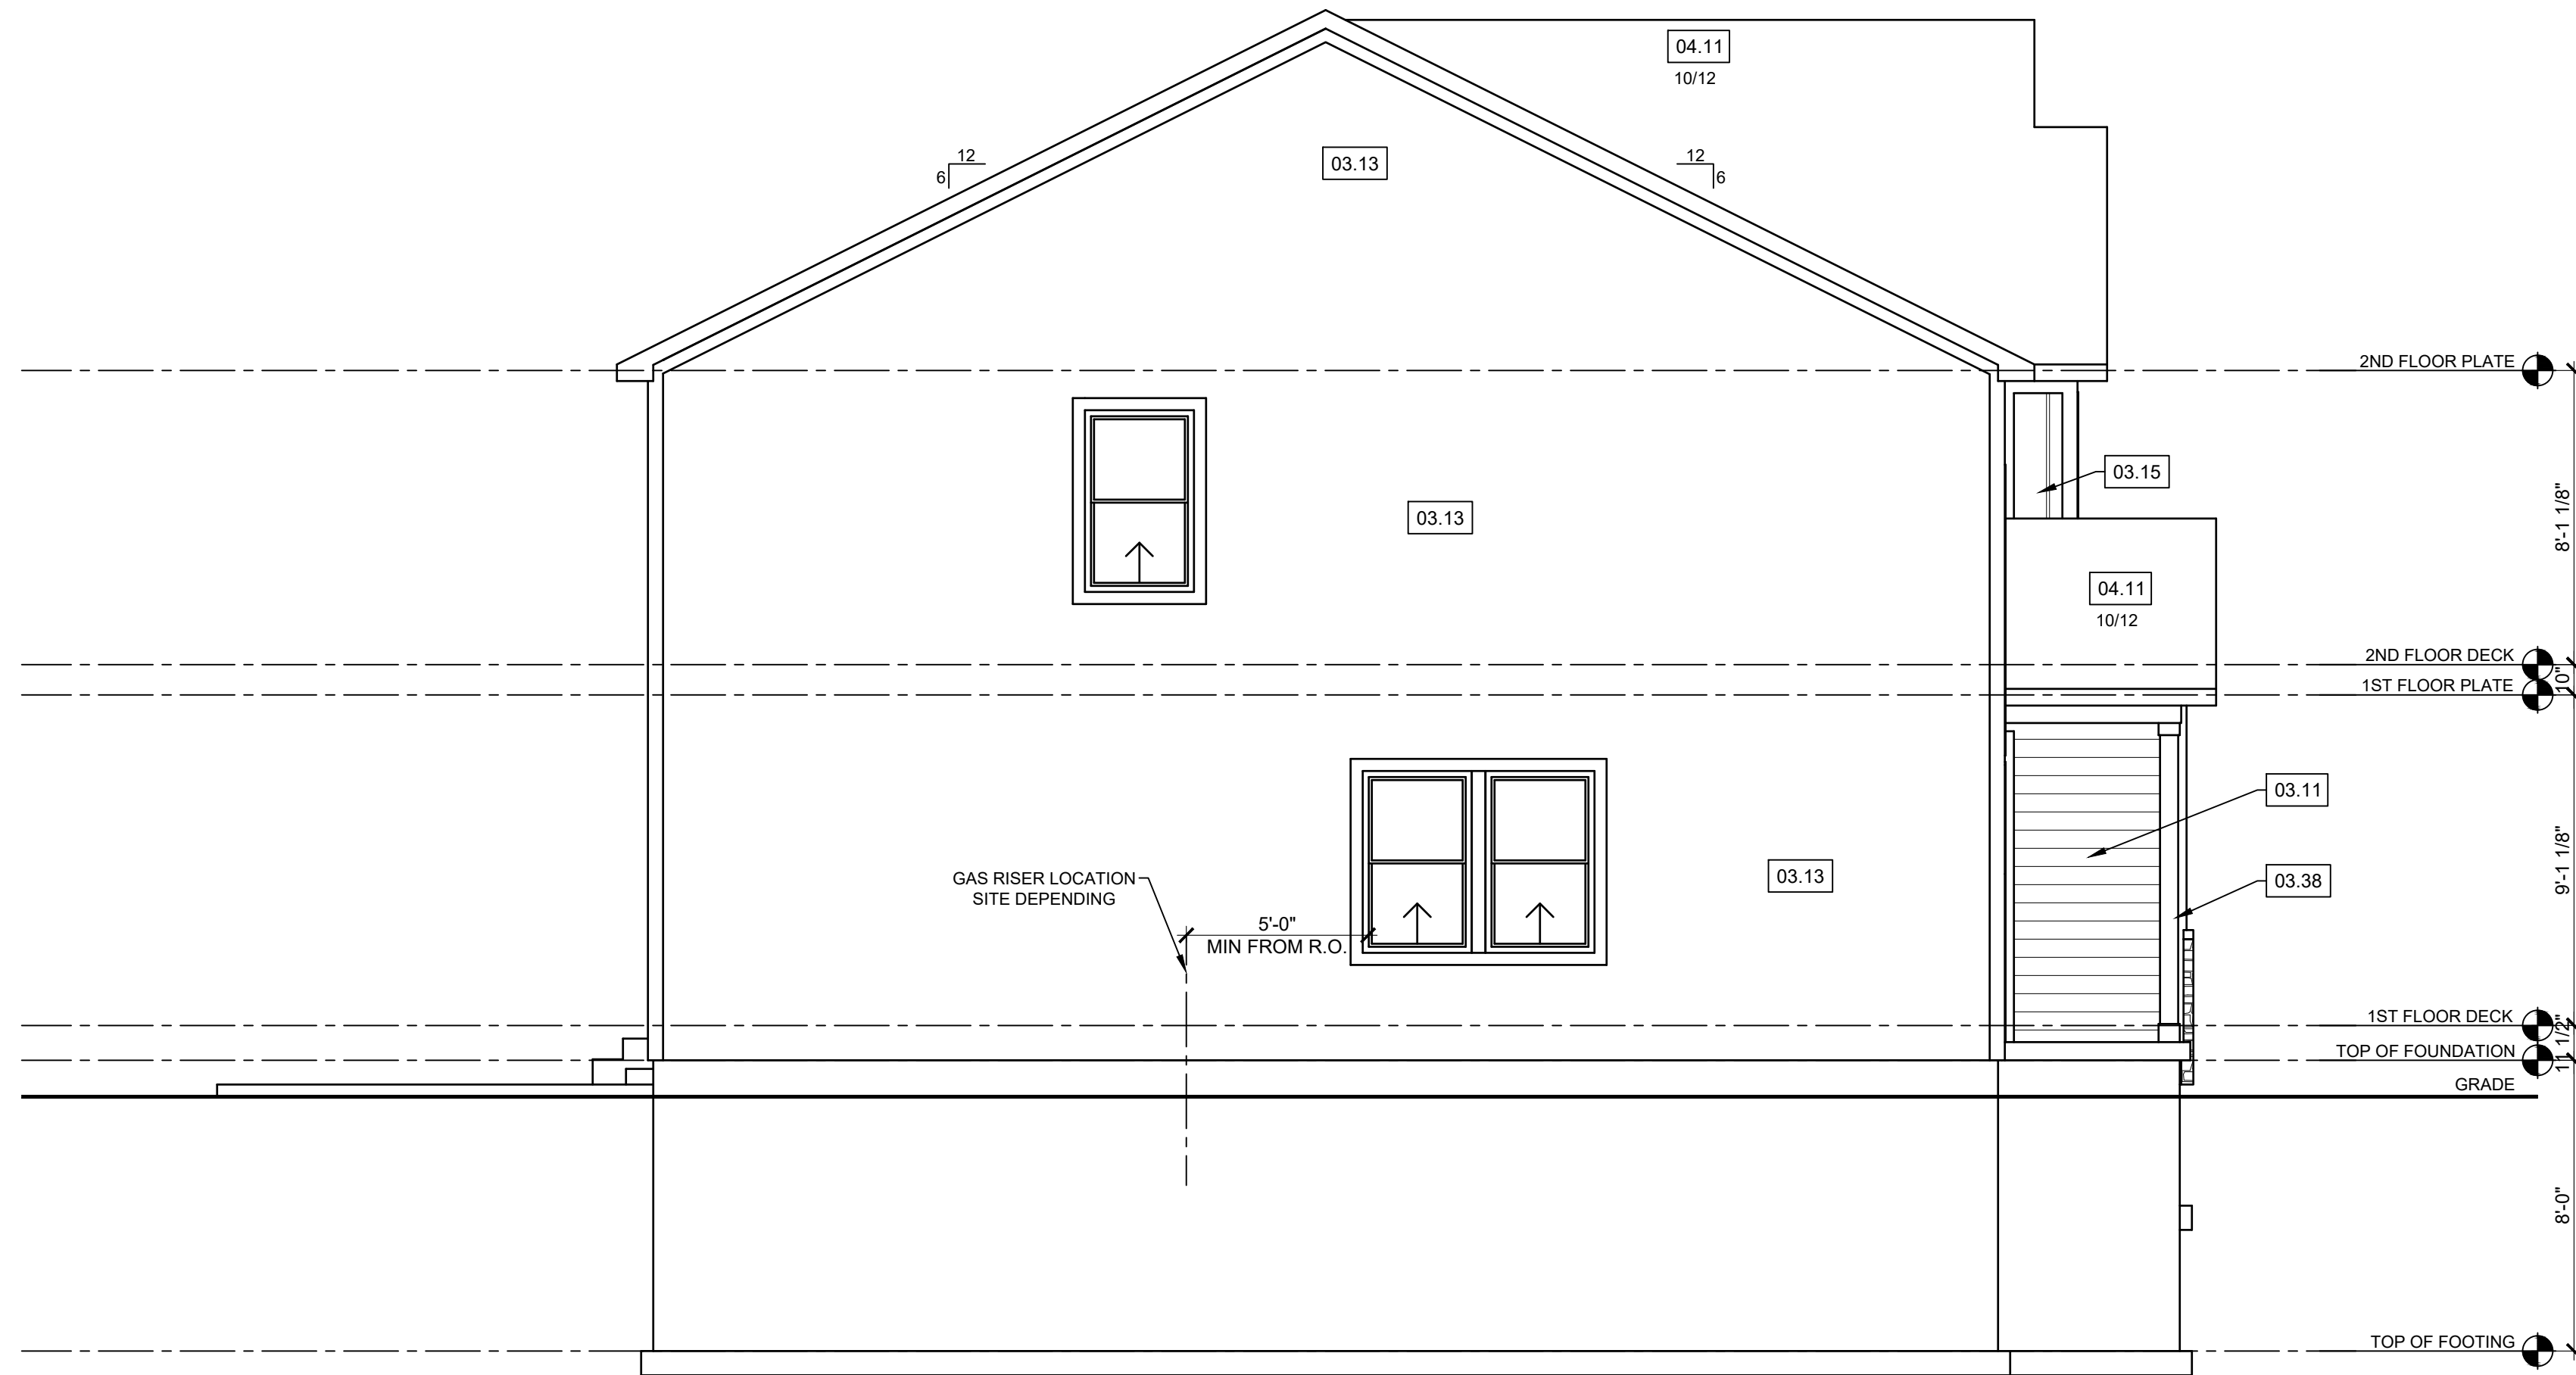 04.11
10/12
12
6
03.13
12
6
2ND FLOOR PLATE
03.15
03.13
8'-1 1/8"
04.11
10/12
2ND FLOOR DECK
10"
1ST FLOOR PLATE
03.11
GAS RISER LOCATION
SITE DEPENDING
03.13
03.38
9'-1 1/8"
5'-0"
MIN FROM R.O.
1ST FLOOR DECK
11 1/2"
TOP OF FOUNDATION
GRADE
8'-0"
TOP OF FOOTING